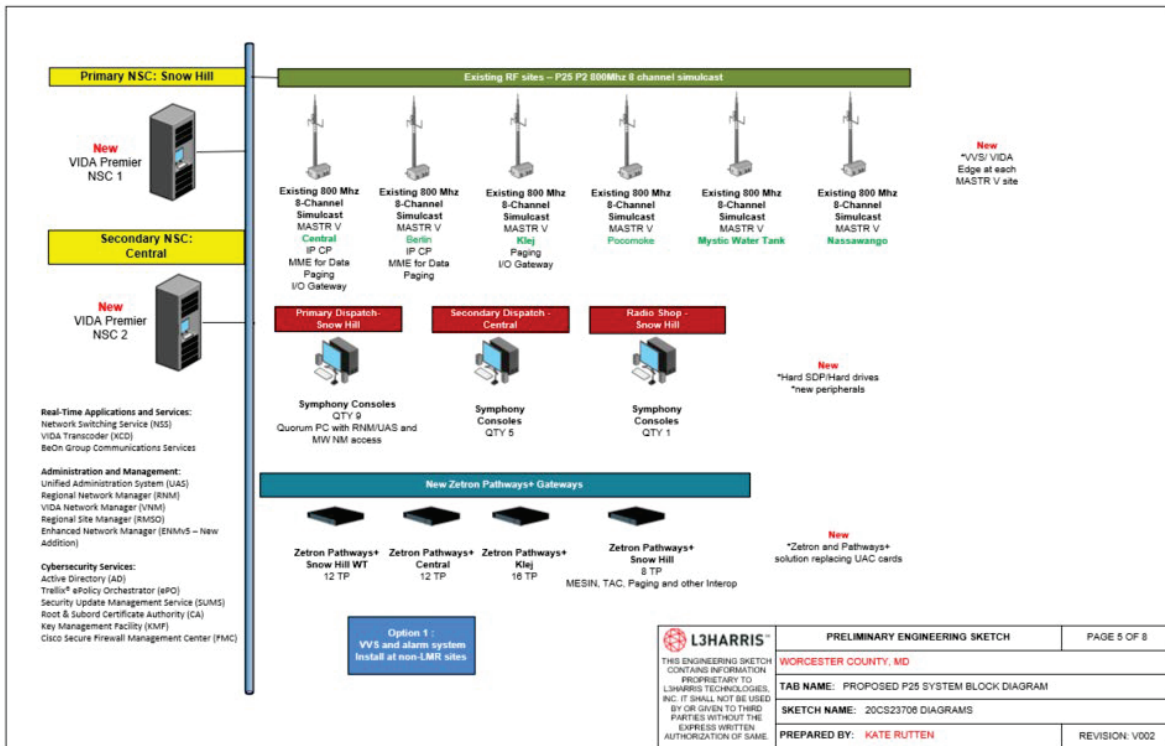 Primary NSC: Snow Hill
New
VIDA Premier
NSC 1
Secondary NSC:
Central
New
VIDA Premier
NSC 2
Real-Time Applications and Services:
Network Switching Service (NSS)
VIDA Transcoder (XCD)
BeOn Group Communications Services
Administration and Management:
Unified Administration System (UAS)
Regional Network Manager (RNM)
VIDA Network Manager (VNM)
Regional Site Manager (RMSO)
Enhanced Network Manager (ENMv5 – New
Addition)
Cybersecurity Services:
Active Directory (AD)
Trellix® ePolicy Orchestrator (ePO)
Security Update Management Service (SUMS)
Root & Subord Certificate Authority (CA)
Key Management Facility (KMF)
Cisco Secure Firewall Management Center (FMC)
Existing RF sites – P25 P2 800Mhz 8 channel simulcast
Existing 800 Mhz
8-Channel
Simulcast
MASTR V
Central
IP CP
MME for Data
Paging
I/O Gateway
Existing 800 Mhz
8-Channel
Simulcast
MASTR V
Berlin
IP CP
MME for Data
Paging
Existing 800 Mhz
8-Channel
Simulcast
MASTR V
Klej
Paging
I/O Gateway
Existing 800 Mhz
8-Channel
Simulcast
MASTR V
Pocomoke
Existing 800 Mhz
8-Channel
Simulcast
MASTR V
Mystic Water Tank
Existing 800 Mhz
8-Channel
Simulcast
MASTR V
Nassawango
New
*VVS/ VIDA
Edge at each
MASTR V site
Primary Dispatch-
Snow Hill
Symphony Consoles
QTY 9
Quorum PC with RNM/UAS and
MW NM access
Secondary Dispatch -
Central
Symphony
Consoles
QTY 5
Radio Shop -
Snow Hill
Symphony
Consoles
QTY 1
New
*Hard SDP/Hard drives
*new peripherals
New Zetron Pathways+ Gateways
Zetron Pathways+
Snow Hill WT
12 TP
Zetron Pathways+
Central
12 TP
Zetron Pathways+
Klej
16 TP
Zetron Pathways+
Snow Hill
8 TP
MESIN, TAC, Paging and other Interop
New
*Zetron and Pathways+
solution replacing UAC cards
Option 1 :
VVS and alarm system
Install at non-LMR sites
L3HARRIS™
THIS ENGINEERING SKETCH
CONTAINS INFORMATION
PROPRIETARY TO
L3HARRIS TECHNOLOGIES,
INC. IT SHALL NOT BE USED
BY OR GIVEN TO THIRD
PARTIES WITHOUT THE
EXPRESS WRITTEN
AUTHORIZATION OF SAME.
PRELIMINARY ENGINEERING SKETCH
PAGE 5 OF 8
WORCESTER COUNTY, MD
TAB NAME: PROPOSED P25 SYSTEM BLOCK DIAGRAM
SKETCH NAME: 20CS23706 DIAGRAMS
PREPARED BY: KATE RUTTEN
REVISION: V002